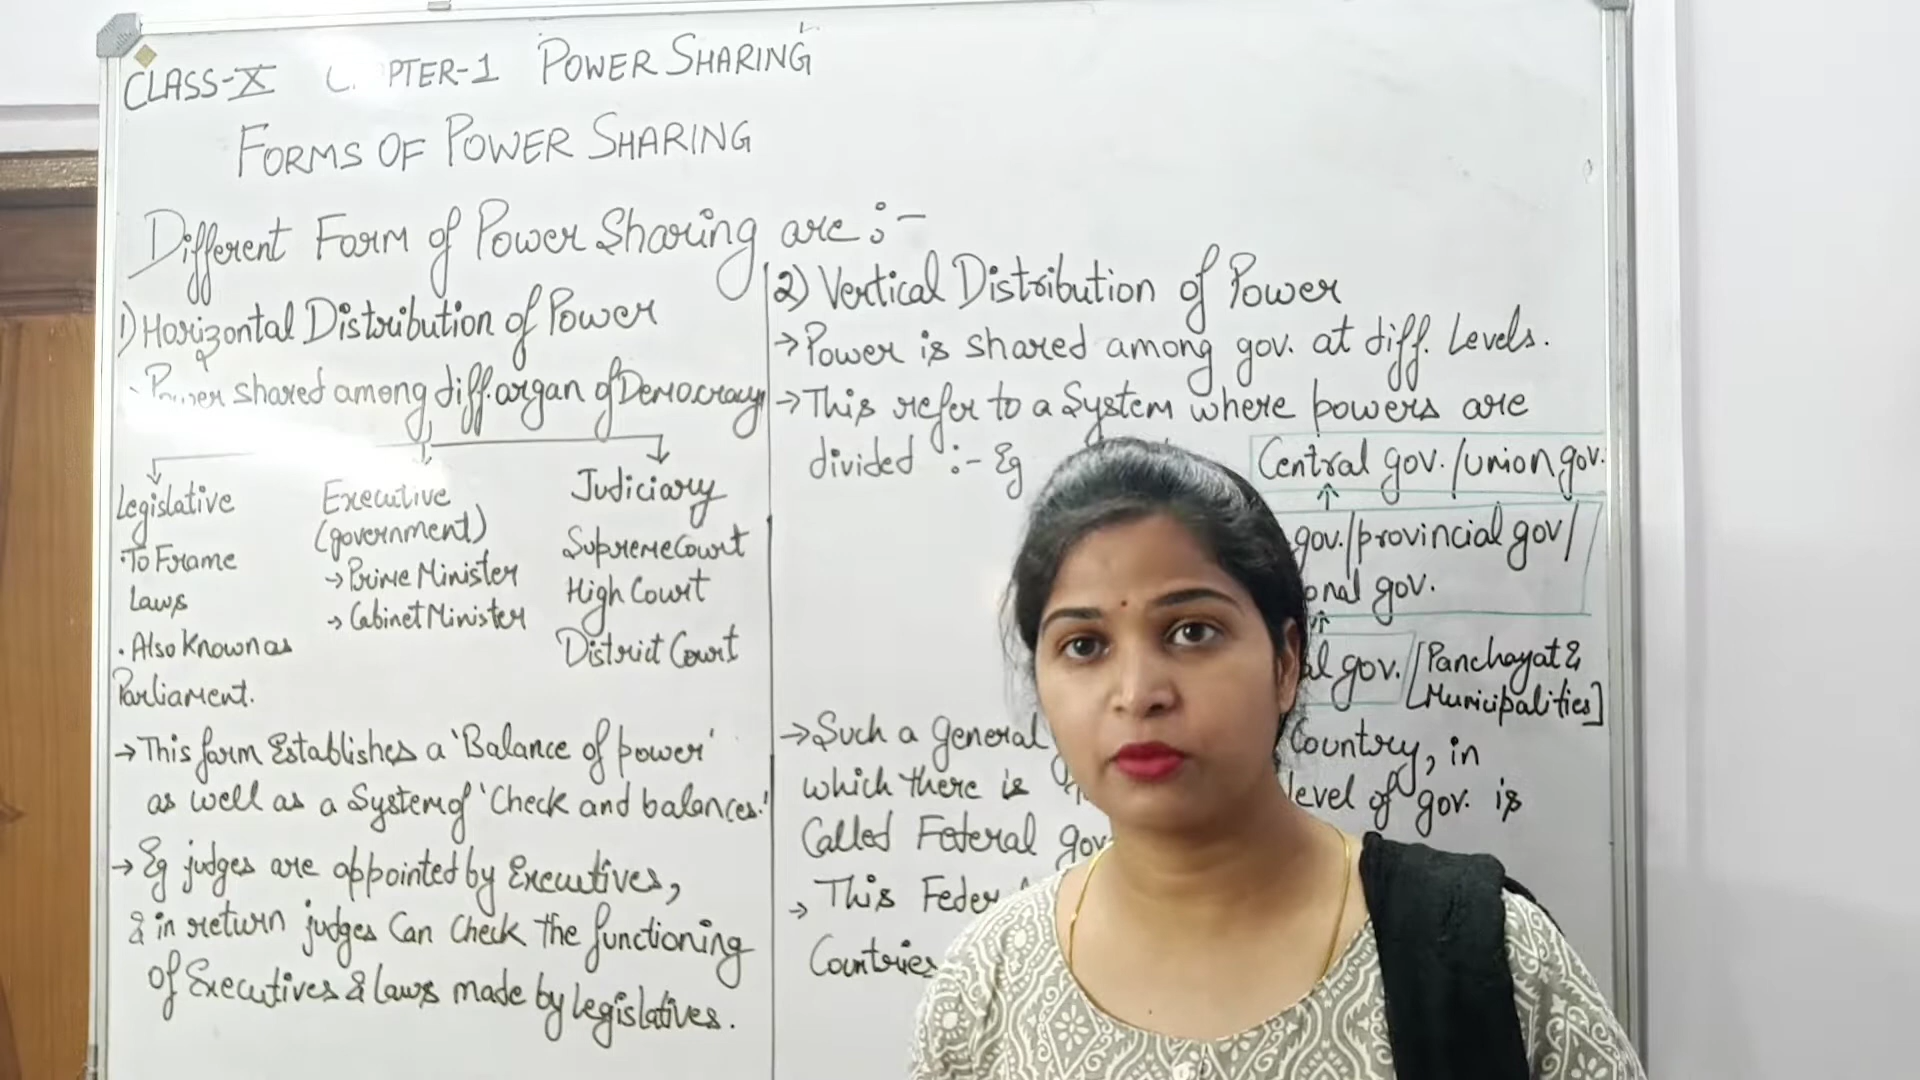 CLASS-X POWER SHARING
FORMS OF POWER SHARING
Different Form of Power Sharing are :-
1) Horizontal Distribution of Power
Power shared among diff. organ of Democracy
Legislative
• To Frame
Laws
• Also Known as
Parliament.
Executive
(government)
→ Prime Minister
→ Cabinet Minister
Judiciary
Supreme Court
High Court
District Court
→ This form Establishes a 'Balance of power'
as well as a System of 'Check and balances.'
→ Eg judges are appointed by Executives,
& in return judges Can Check the functioning
of Executives & laws made by legislatives.
2) Vertical Distribution of Power
→ Power is shared among gov. at diff. Levels.
→ This refer to a System where powers are
divided :- Eg
Central gov. /union gov.
gov./provincial gov/
onal gov.
al gov. [Panchayat &
Municipalities]
→ Such a general Country, in
which there is level of gov. is
Called Feteral gov
→ This Feder
Countries